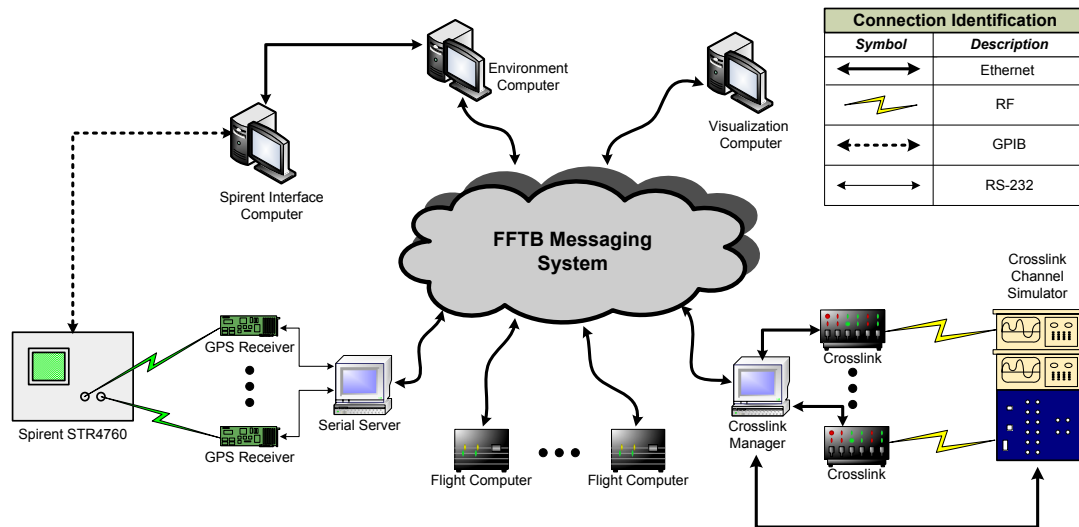 Connection Identification
Symbol
Description
Ethernet
RF
GPIB
RS-232
Environment
Computer
Visualization
Computer
Spirent Interface
Computer
FFTB Messaging
System
Crosslink
Channel
Simulator
GPS Receiver
Crosslink
Serial Server
Crosslink
Manager
Spirent STR4760
GPS Receiver
Flight Computer
Flight Computer
Crosslink